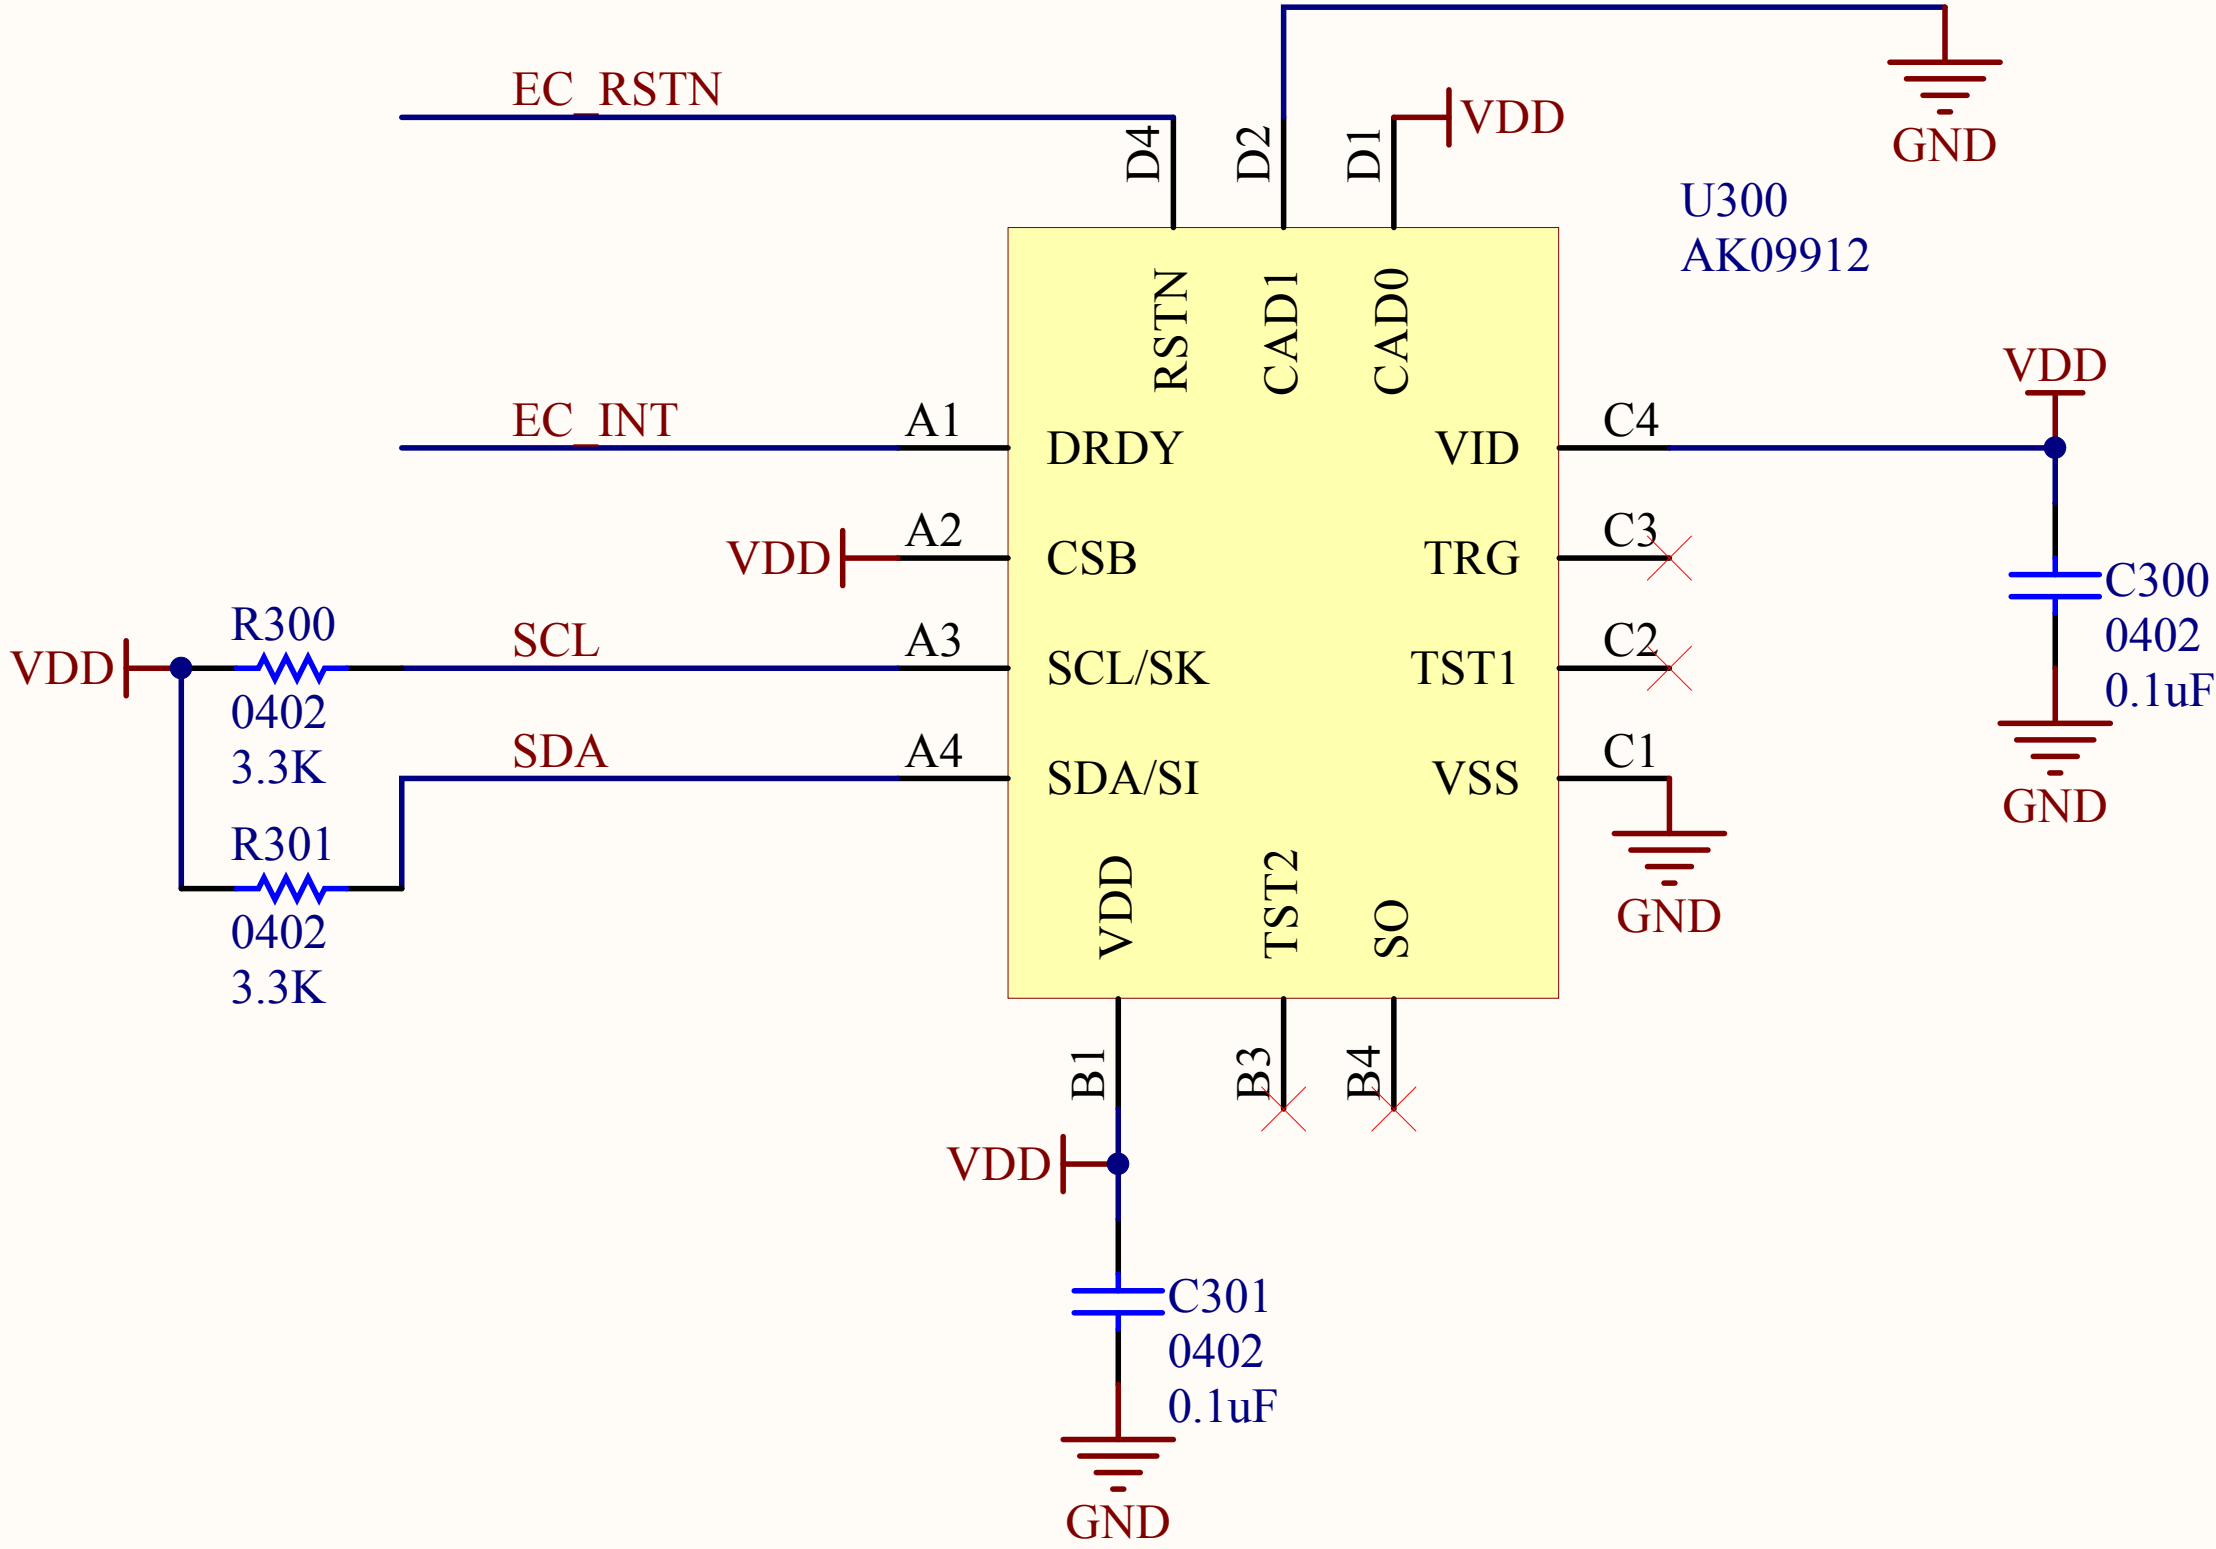 EC_RSTN
D4
D2
D1
VDD
GND
U300
AK09912
RSTN
CAD1
CAD0
EC_INT
A1
DRDY
VID
C4
VDD
VDD
A2
CSB
TRG
C3
C300
0402
0.1uF
GND
R300
VDD
0402
3.3K
SCL
A3
SCL/SK
TST1
C2
SDA
A4
SDA/SI
VSS
C1
GND
R301
0402
3.3K
VDD
TST2
SO
B1
B3
B4
VDD
C301
0402
0.1uF
GND